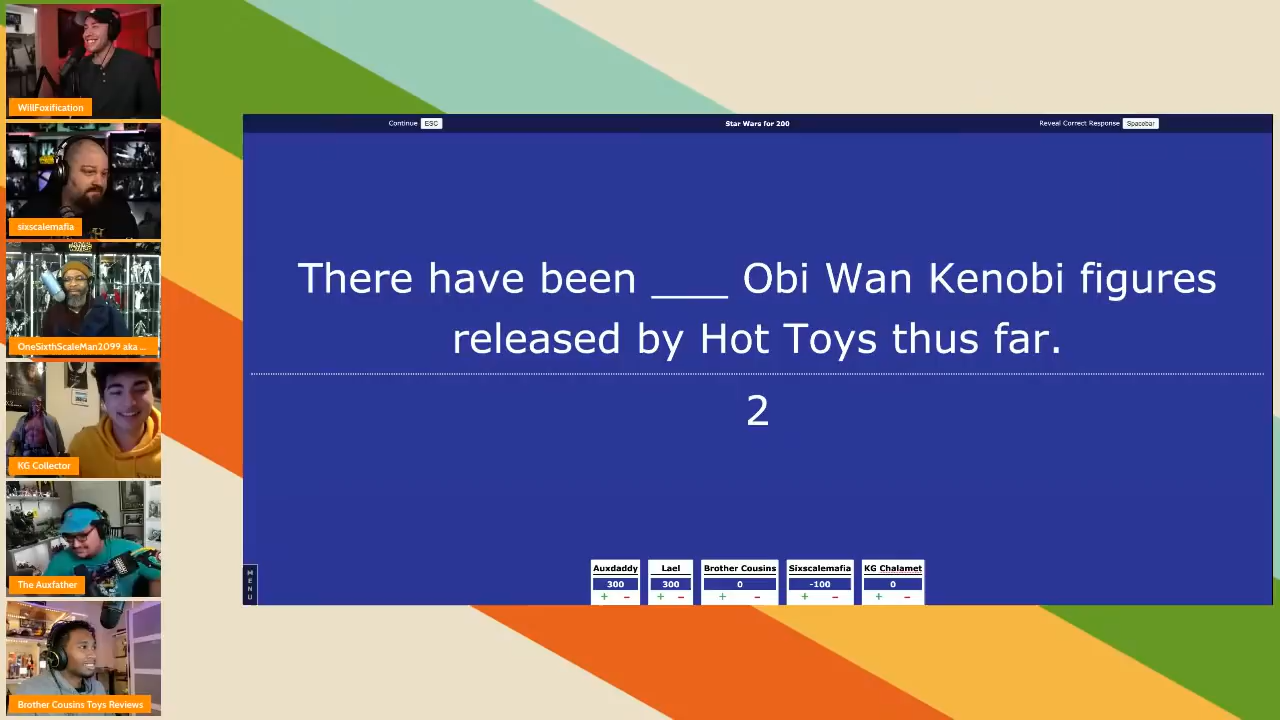 WillFoxification
sixscalemafia
OneSixthScaleMan2099 aka ...
KG Collector
The Auxfather
Brother Cousins Toys Reviews
Continue ESC
Star Wars for 200
Reveal Correct Response Spacebar
There have been ___ Obi Wan Kenobi figures
released by Hot Toys thus far.
2
MENU
Auxdaddy Lael Brother Cousins Sixscalemafia KG Chalamet
300 300 0 -100 0
+ − + − + − + − + −